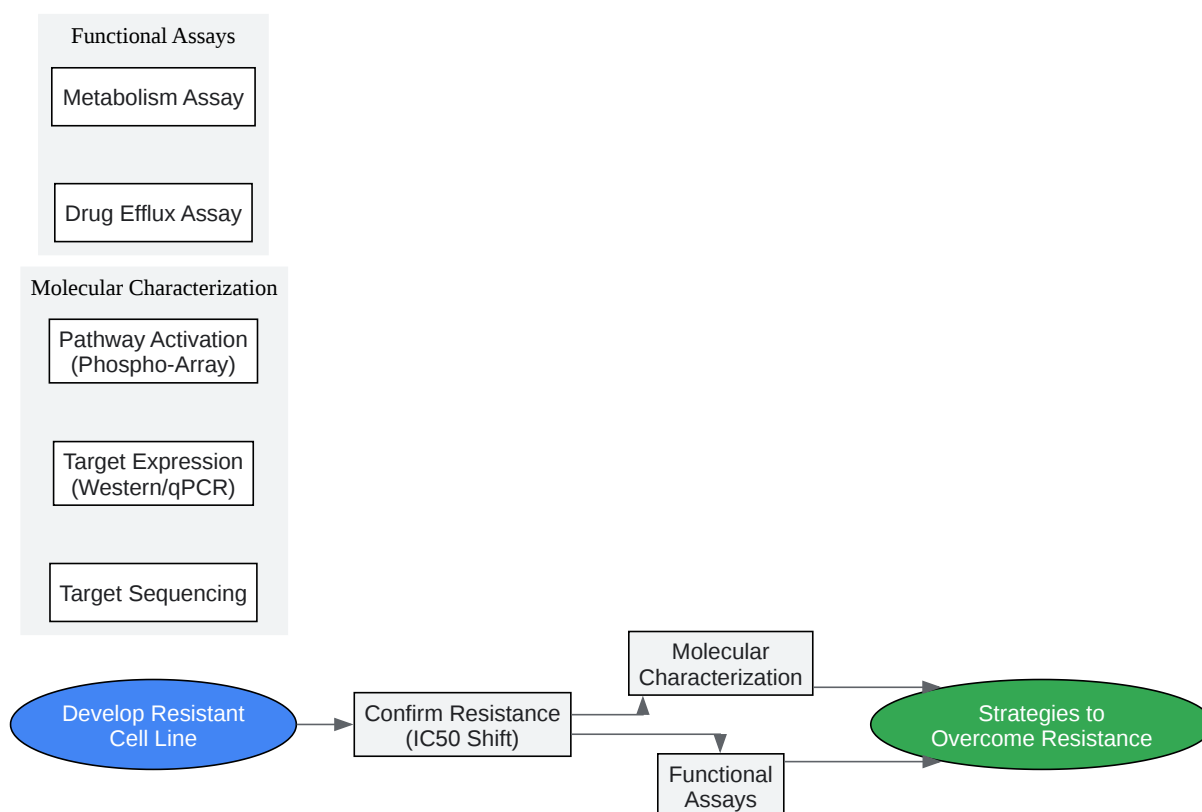 Functional Assays
Metabolism Assay
Drug Efflux Assay
Molecular Characterization
Pathway Activation
(Phospho-Array)
Target Expression
(Western/qPCR)
Target Sequencing
Develop Resistant
Cell Line
Confirm Resistance
(IC50 Shift)
Molecular
Characterization
Functional
Assays
Strategies to
Overcome Resistance